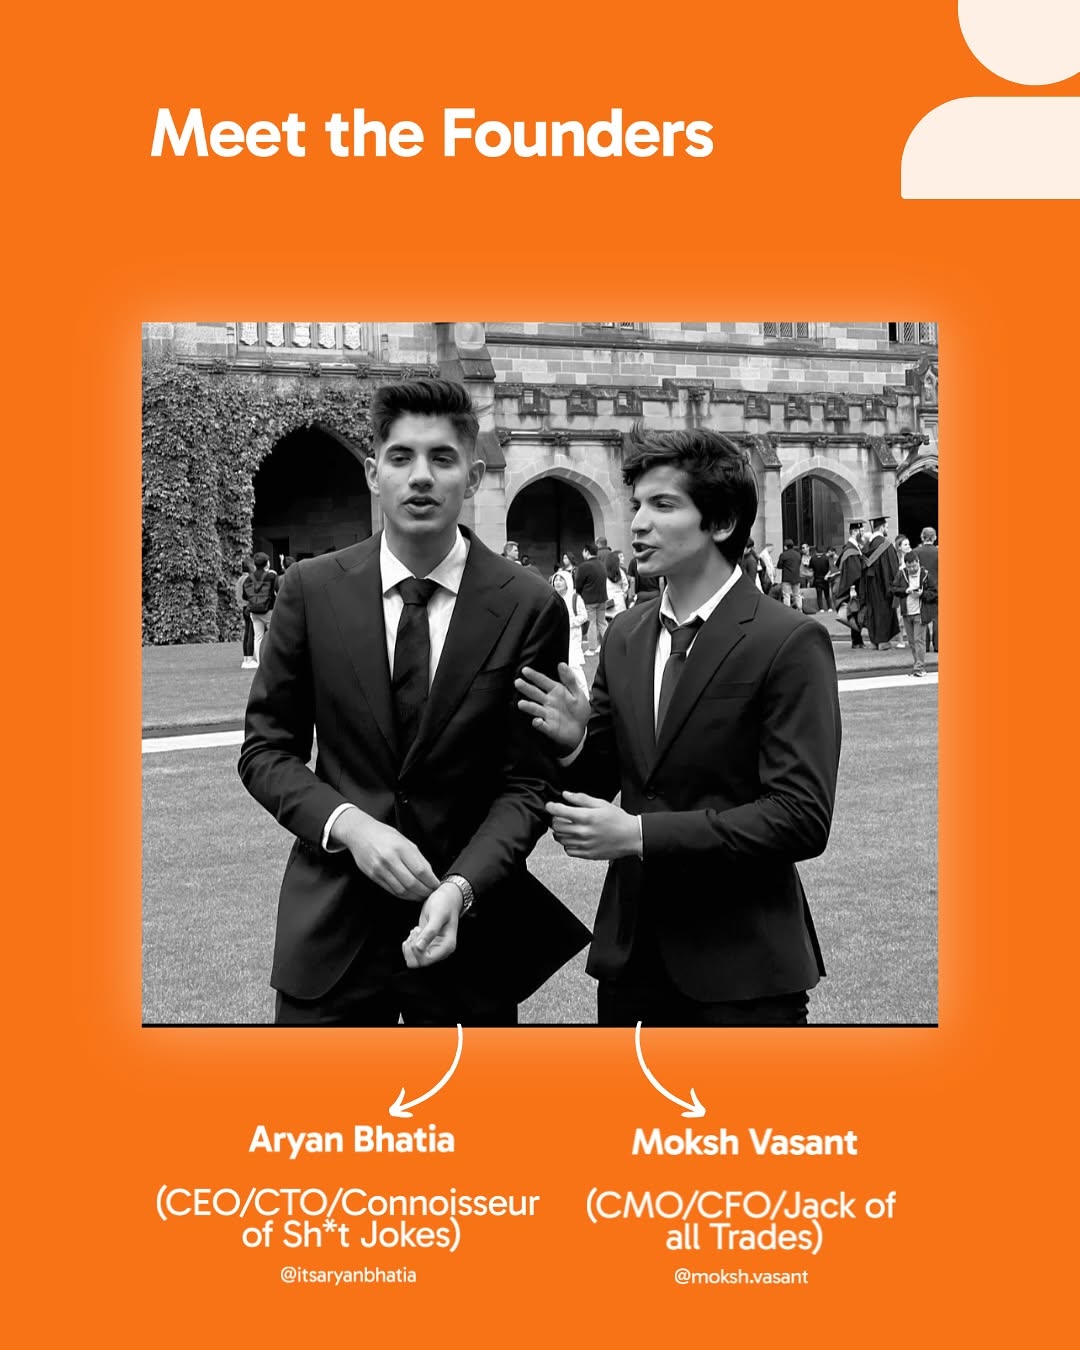 Meet the Founders
Aryan Bhatia
(CEO/CTO/Connoisseur
of Sh*t Jokes)
@itsaryanbhatia
Moksh Vasant
(CMO/CFO/Jack of
all Trades)
@moksh.vasant